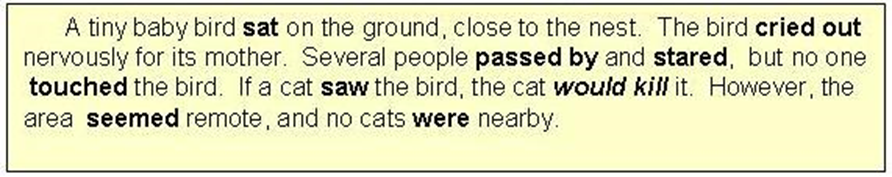 A tiny baby bird sat on the ground, close to the nest. The bird cried out
nervously for its mother. Several people passed by and stared, but no one
touched the bird. If a cat saw the bird, the cat would kill it. However, the
area seemed remote, and no cats were nearby.